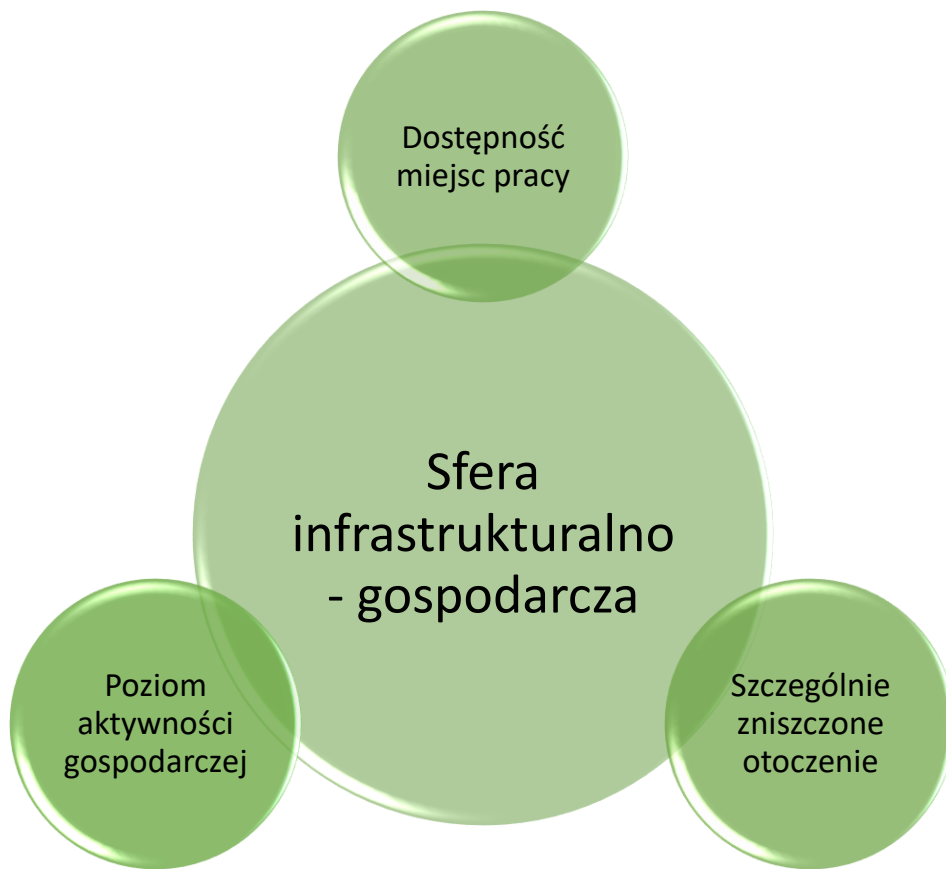 Dostępność
miejsc pracy
Sfera
infrastrukturalno
- gospodarcza
Poziom
aktywności
gospodarczej
Szczególnie
zniszczone
otoczenie